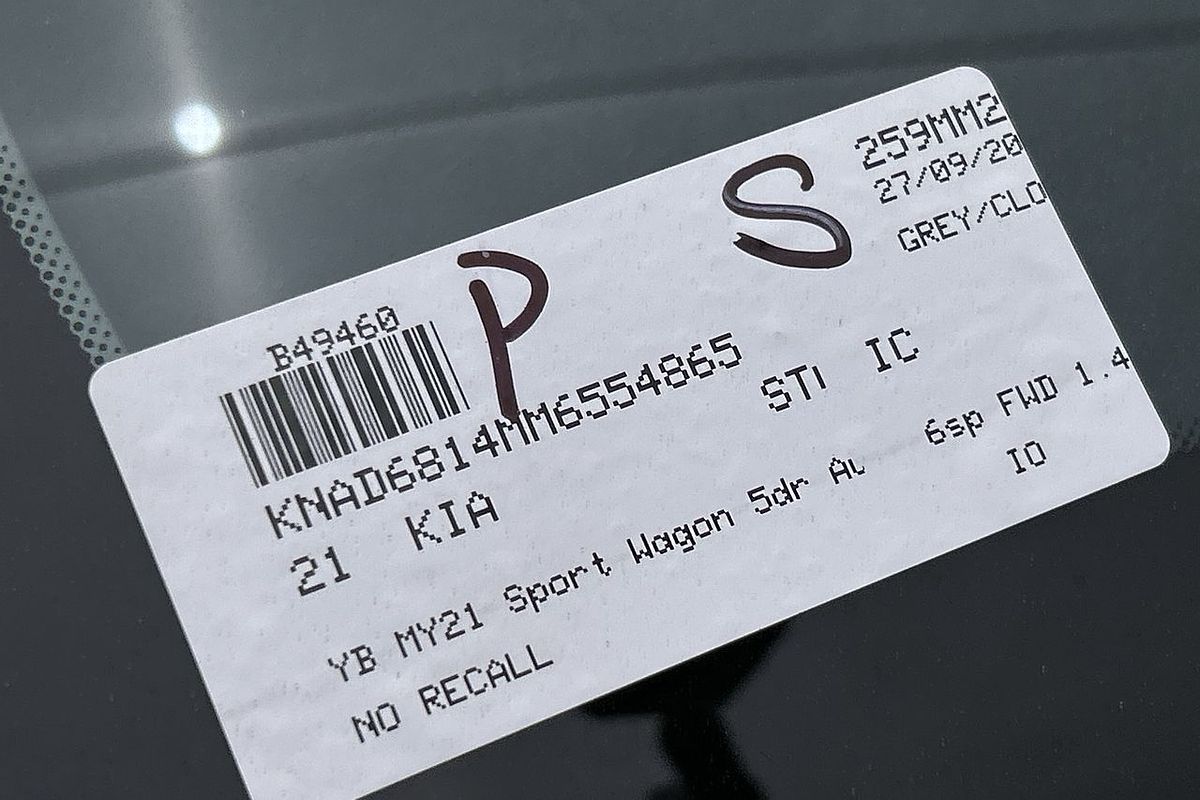 259MM2
27/09/20
GREY/CLO
P S
B49460
KNAD6814MM6554865
21 KIA STI IC
YB MY21 Sport Wagon 5dr 6sp FWD 1.4
NO RECALL IO